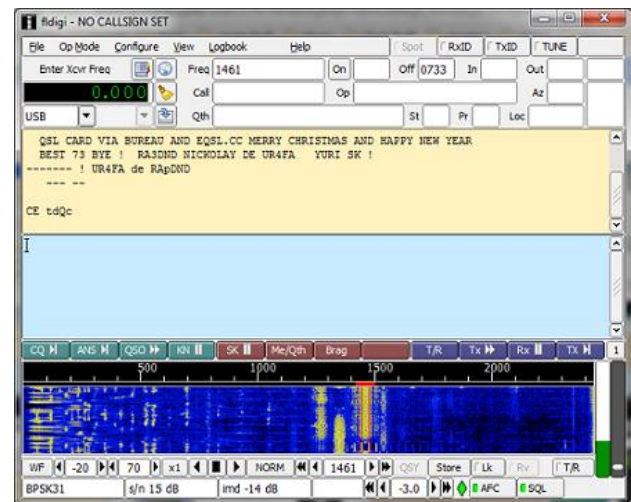 fldigi - NO CALLSIGN SET
File Op Mode Configure View Logbook Help Spot RxID TxID TUNE
Enter Xcvr Freq Freq 1461 On Off 0733 In Out
0.000 Call Op Az
USB Qth St Pr Loc
QSL CARD VIA BUREAU AND EQSL.CC MERRY CHRISTMAS AND HAPPY NEW YEAR
BEST 73 BYE ! RA3DND NICKOLAY DE UR4FA YURI SK !
------- ! UR4FA de RApDND
--- --
CE tdQc
CQ ANS QSO KN SK Me/Qth Brag T/R Tx Rx TX 1
500 1000 1500 2000
WF -20 70 x1 NORM 1461 QSY Store Lk Rv T/R
BPSK31 s/n 15 dB imd -14 dB -3.0 AFC SQL